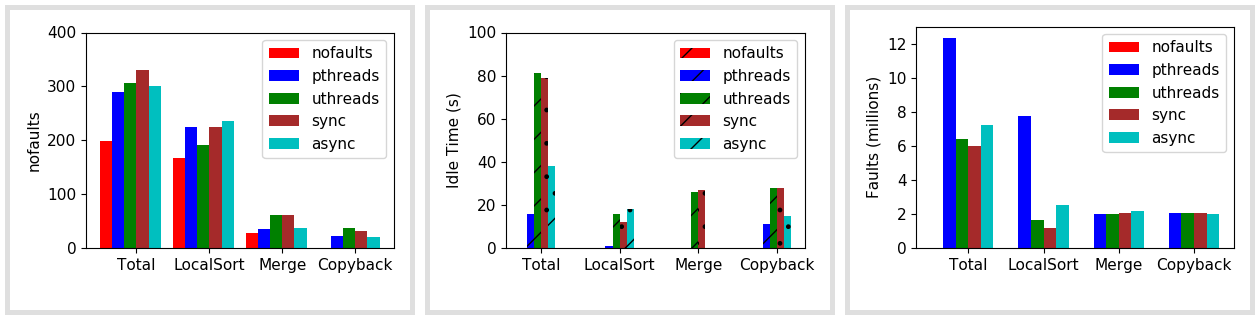 400
300
200
100
0
nofaults
nofaults
pthreads
uthreads
sync
async
Total LocalSort Merge Copyback
100
80
60
40
20
0
Idle Time (s)
nofaults
pthreads
uthreads
sync
async
Total LocalSort Merge Copyback
12
10
8
6
4
2
0
Faults (millions)
nofaults
pthreads
uthreads
sync
async
Total LocalSort Merge Copyback